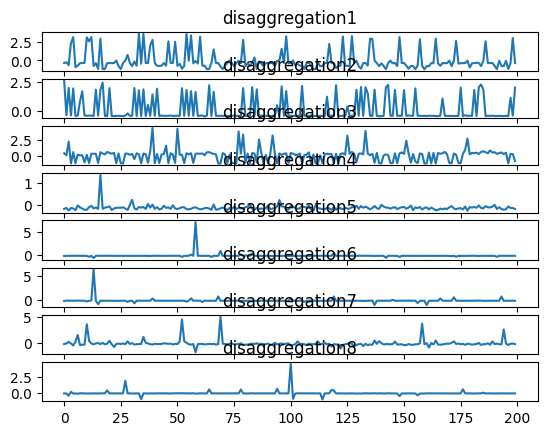 disaggregation1
2.5
0.0
disaggregation2
2.5
0.0
disaggregation3
2.5
0.0
disaggregation4
1
0
disaggregation5
5
0
disaggregation6
5
0
disaggregation7
5
0
disaggregation8
2.5
0.0
0 25 50 75 100 125 150 175 200